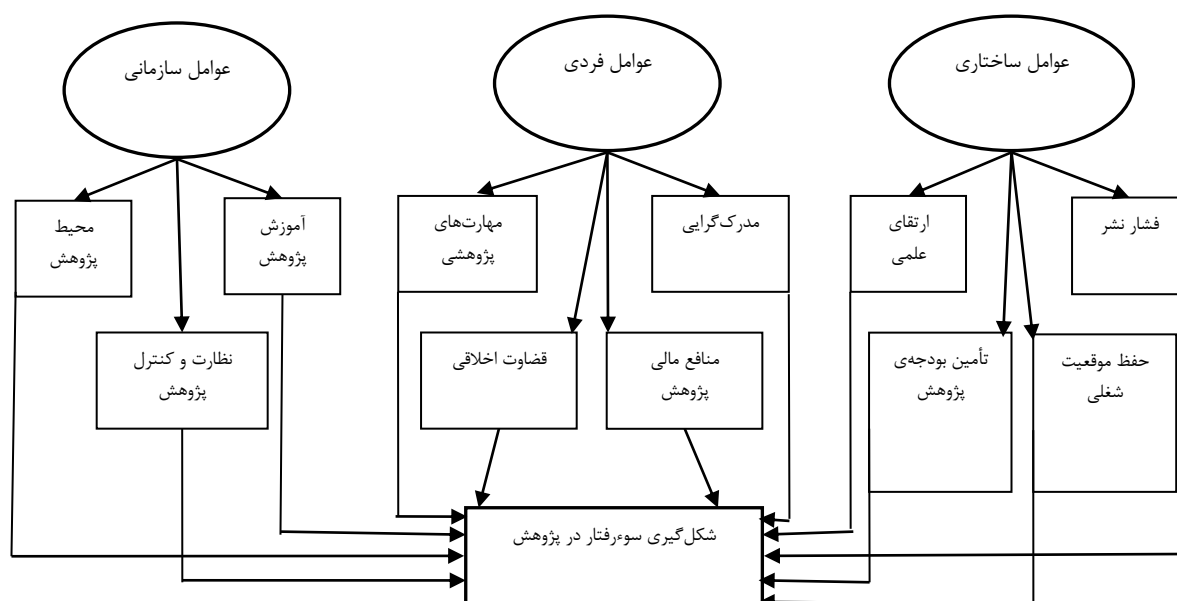 عوامل ساختاری
عوامل فردی
عوامل سازمانی
فشار نشر
ارتقای
علمی
مدرک‌گرایی
مهارت‌های
پژوهشی
آموزش
پژوهش
محیط
پژوهش
حفظ موقعیت
شغلی
تأمین بودجه‌ی
پژوهش
منافع مالی
پژوهش
قضاوت اخلاقی
نظارت و کنترل
پژوهش
شکل‌گیری سوءرفتار در پژوهش